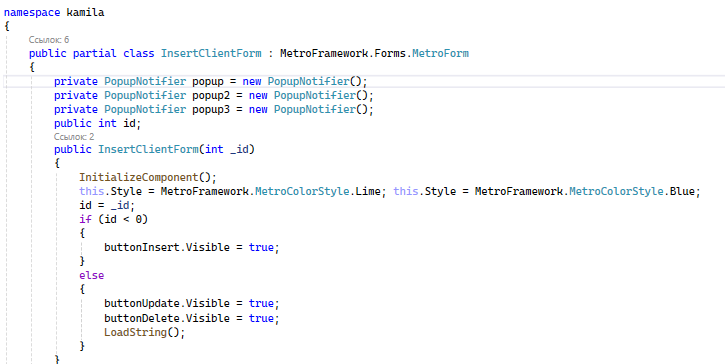 namespace kamila
{
Ссылок: 6
public partial class InsertClientForm : MetroFramework.Forms.MetroForm
{
private PopupNotifier popup = new PopupNotifier();
private PopupNotifier popup2 = new PopupNotifier();
private PopupNotifier popup3 = new PopupNotifier();
public int id;
Ссылок: 2
public InsertClientForm(int _id)
{
InitializeComponent();
this.Style = MetroFramework.MetroColorStyle.Lime; this.Style = MetroFramework.MetroColorStyle.Blue;
id = _id;
if (id < 0)
{
buttonInsert.Visible = true;
}
else
{
buttonUpdate.Visible = true;
buttonDelete.Visible = true;
LoadString();
}
}